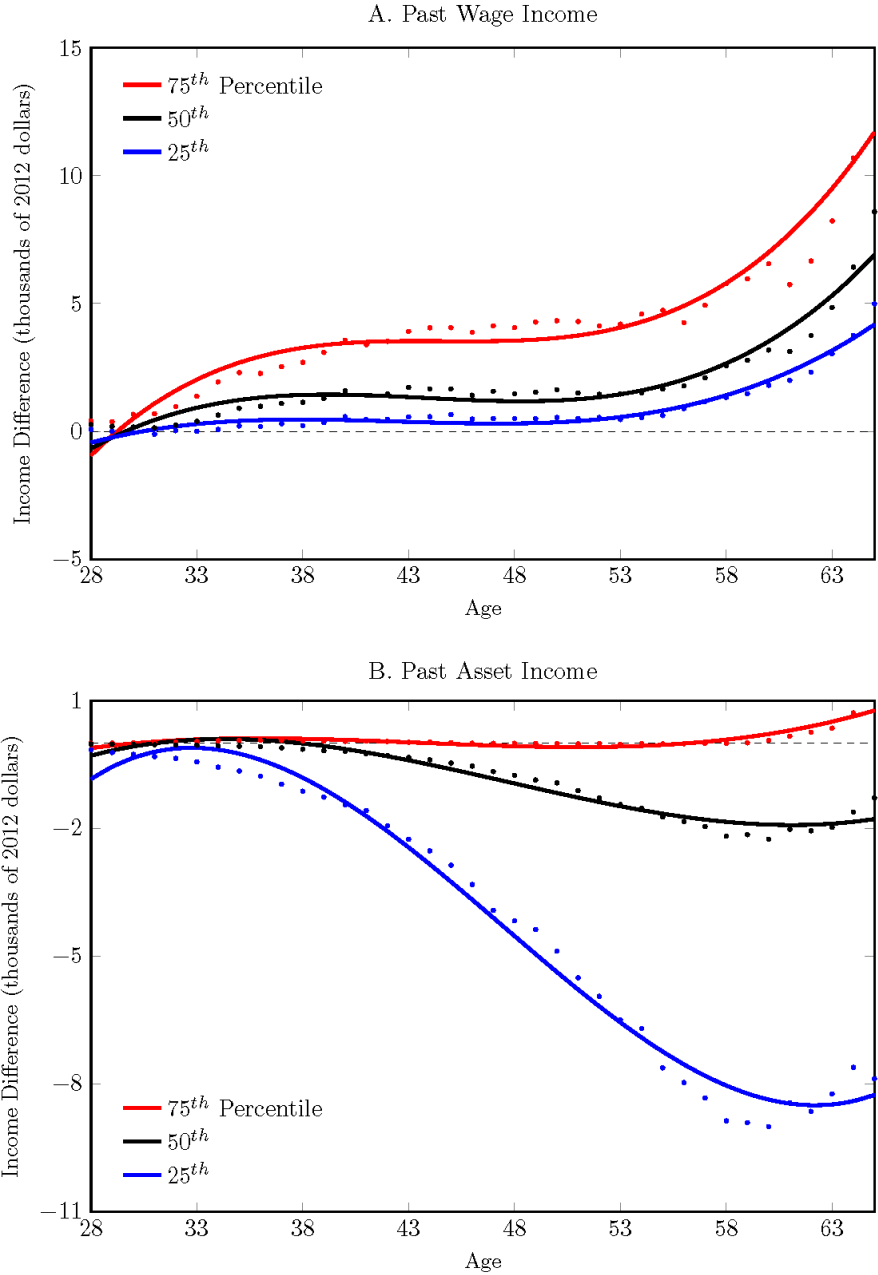 A. Past Wage Income
15
10
5
0
−5
Income Difference (thousands of 2012 dollars)
75th Percentile
50th
25th
28 33 38 43 48 53 58 63
Age
B. Past Asset Income
1
−2
−5
−8
−11
Income Difference (thousands of 2012 dollars)
75th Percentile
50th
25th
28 33 38 43 48 53 58 63
Age